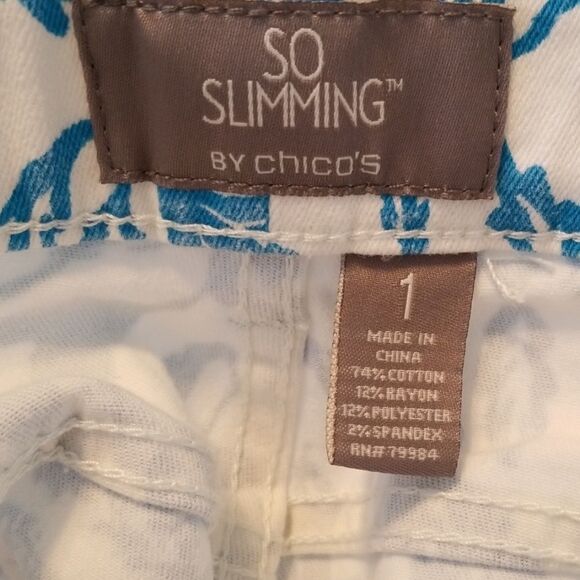 SO
SLIMMING™
BY chico's
1
MADE IN
CHINA
74% COTTON
12% RAYON
12% POLYESTER
2% SPANDEX
RN# 79984